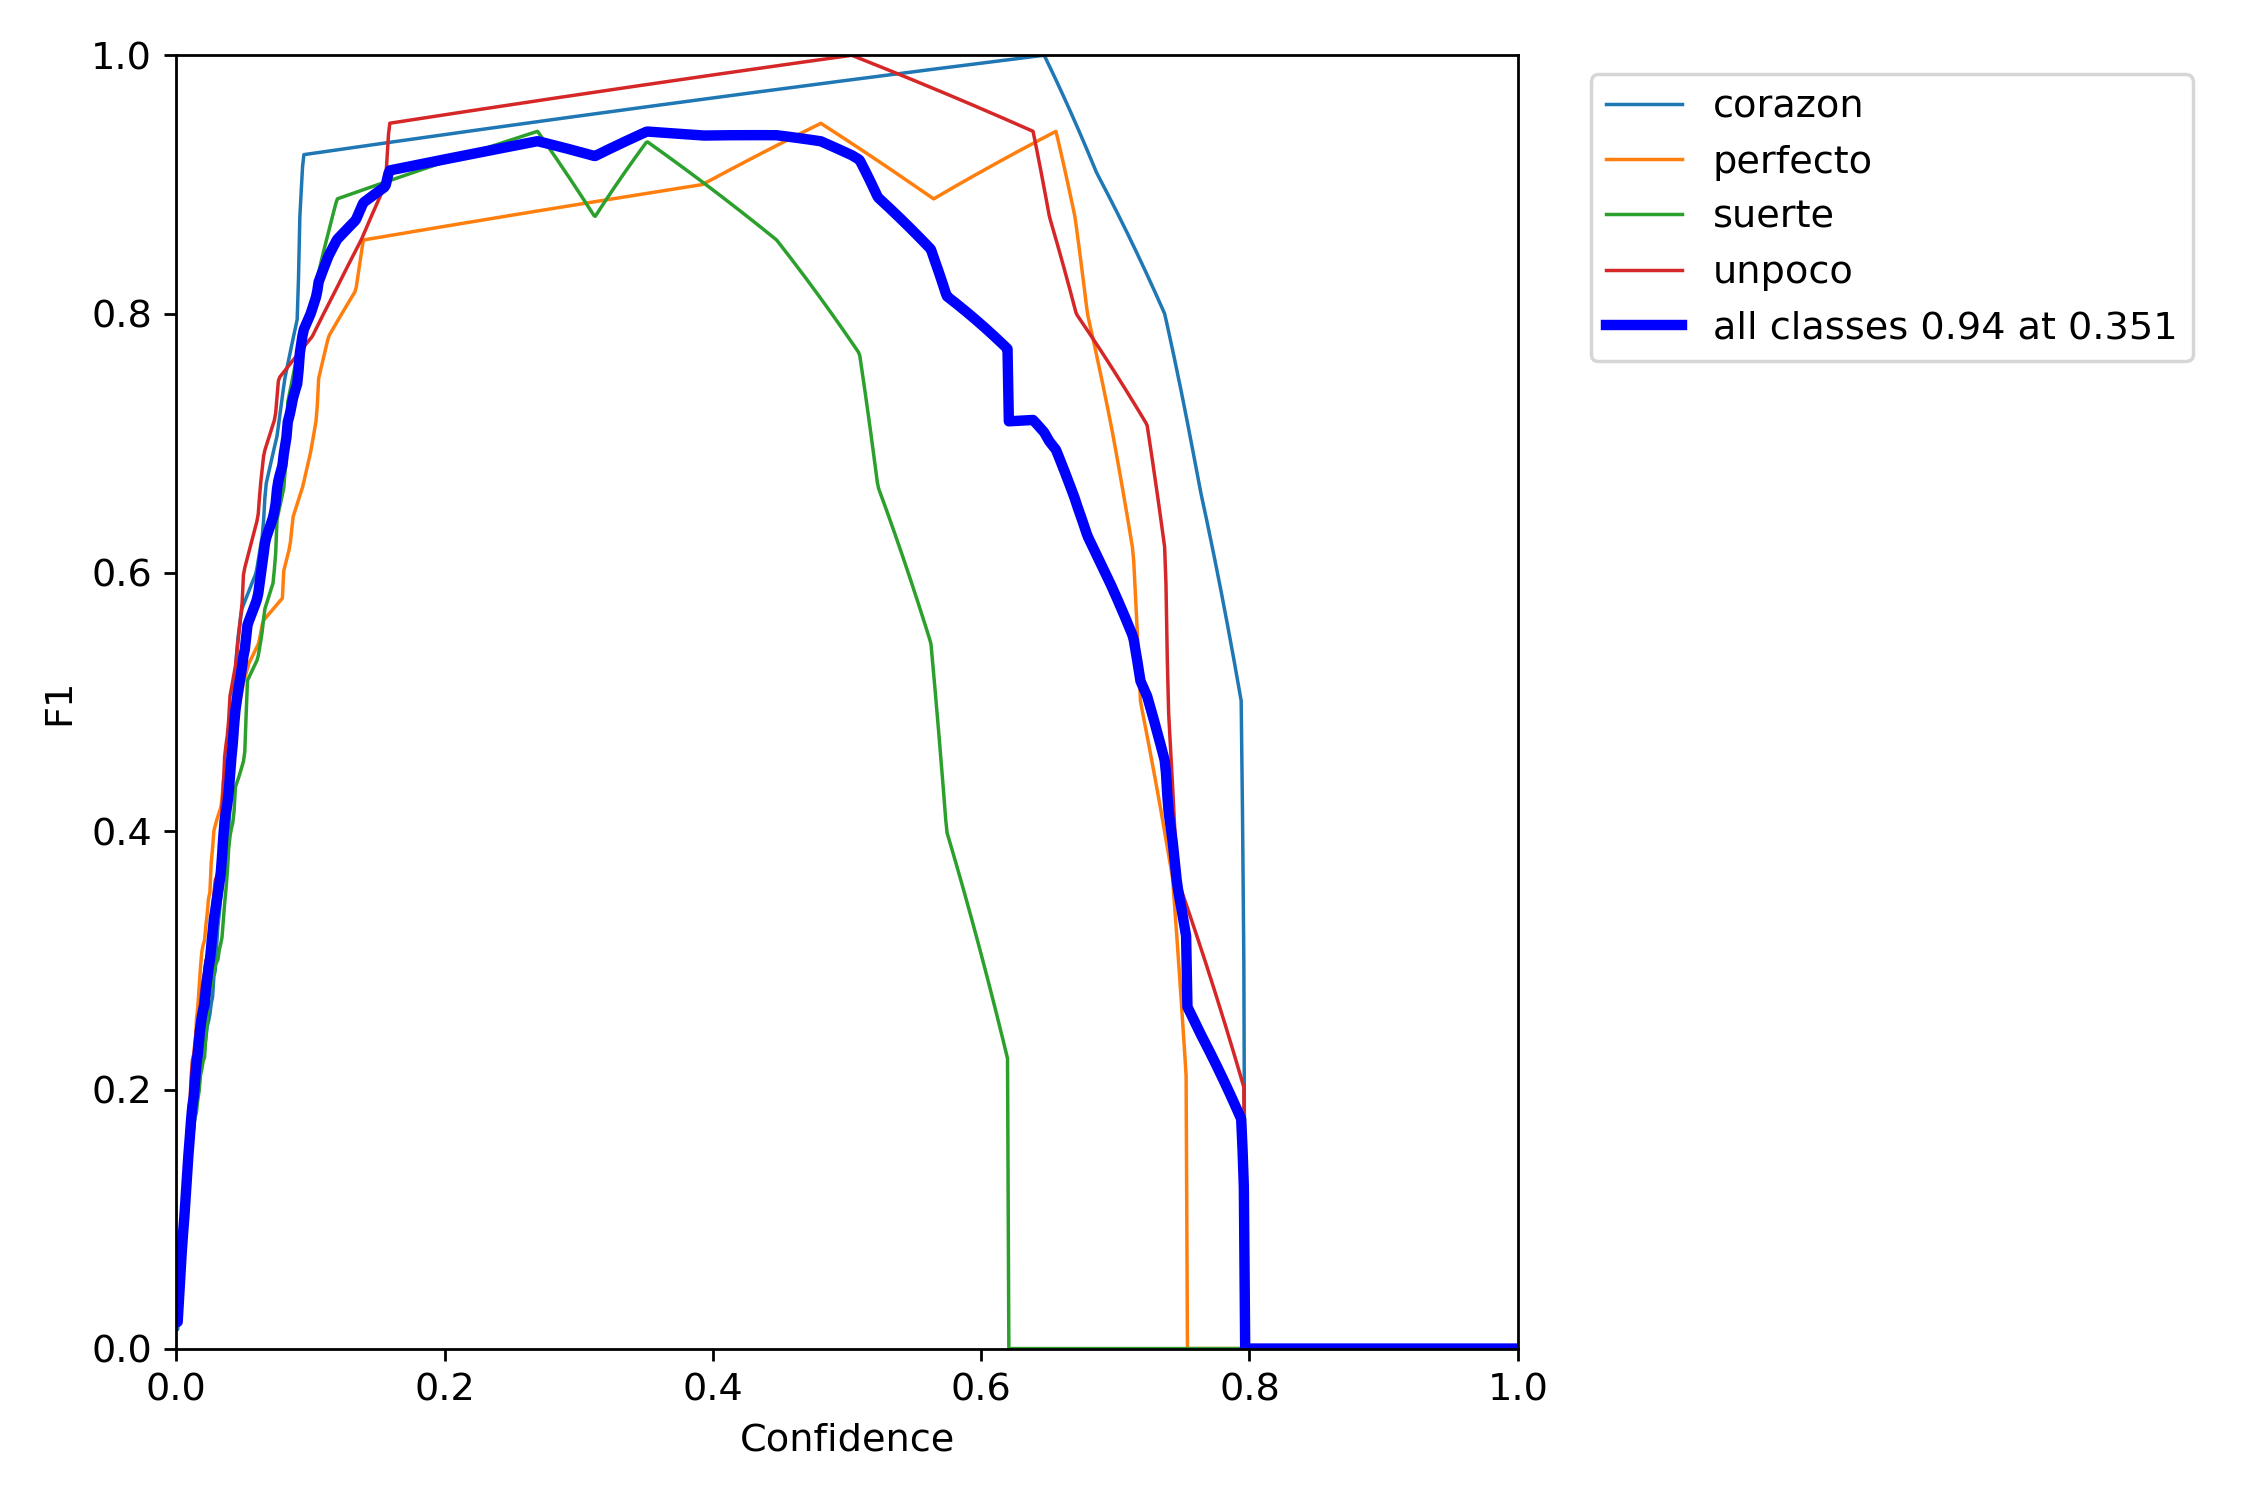 1.0
0.8
0.6
0.4
0.2
0.0
F1
0.0 0.2 0.4 0.6 0.8 1.0
Confidence
corazon
perfecto
suerte
unpoco
all classes 0.94 at 0.351